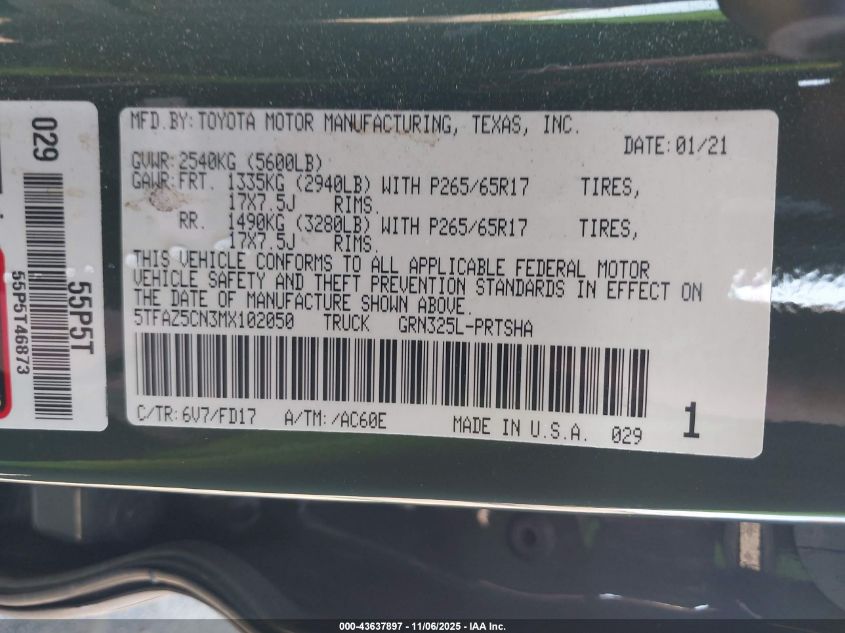 029
55P5T
55P5T46873
MFD.BY:TOYOTA MOTOR MANUFACTURING, TEXAS, INC.
DATE:01/21
GVWR:2540KG (5600LB)
GAWR:FRT. 1335KG (2940LB) WITH P265/65R17 TIRES,
17X7.5J RIMS.
RR. 1490KG (3280LB) WITH P265/65R17 TIRES,
17X7.5J RIMS.
THIS VEHICLE CONFORMS TO ALL APPLICABLE FEDERAL MOTOR
VEHICLE SAFETY AND THEFT PREVENTION STANDARDS IN EFFECT ON
THE DATE OF MANUFACTURE SHOWN ABOVE.
5TFAZ5CN3MX102050 TRUCK GRN325L-PRTSHA
C/TR:6V7/FD17 A/TM:/AC60E MADE IN U.S.A. 029 1
000-43637897 - 11/06/2025 - IAA Inc.